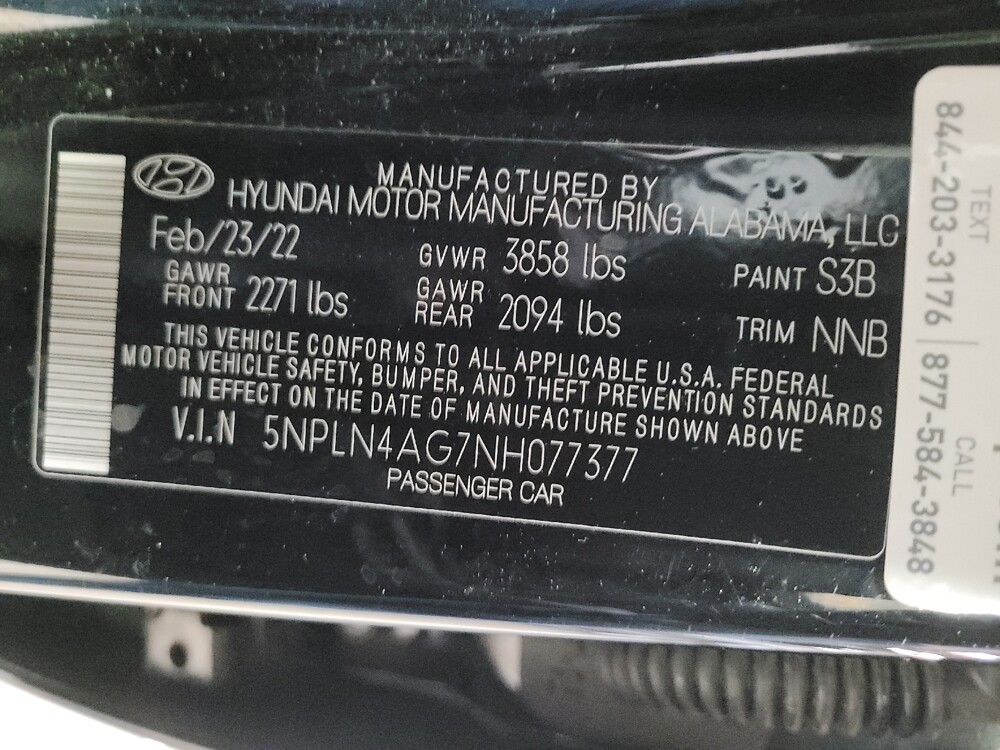 MANUFACTURED BY
HYUNDAI MOTOR MANUFACTURING ALABAMA, LLC
Feb/23/22 GVWR 3858 lbs PAINT S3B
GAWR FRONT 2271 lbs GAWR REAR 2094 lbs TRIM NNB
THIS VEHICLE CONFORMS TO ALL APPLICABLE U.S.A. FEDERAL
MOTOR VEHICLE SAFETY, BUMPER, AND THEFT PREVENTION STANDARDS
IN EFFECT ON THE DATE OF MANUFACTURE SHOWN ABOVE
V.I.N 5NPLN4AG7NH077377
PASSENGER CAR
TEXT CALL
844-203-3176 | 877-584-3848